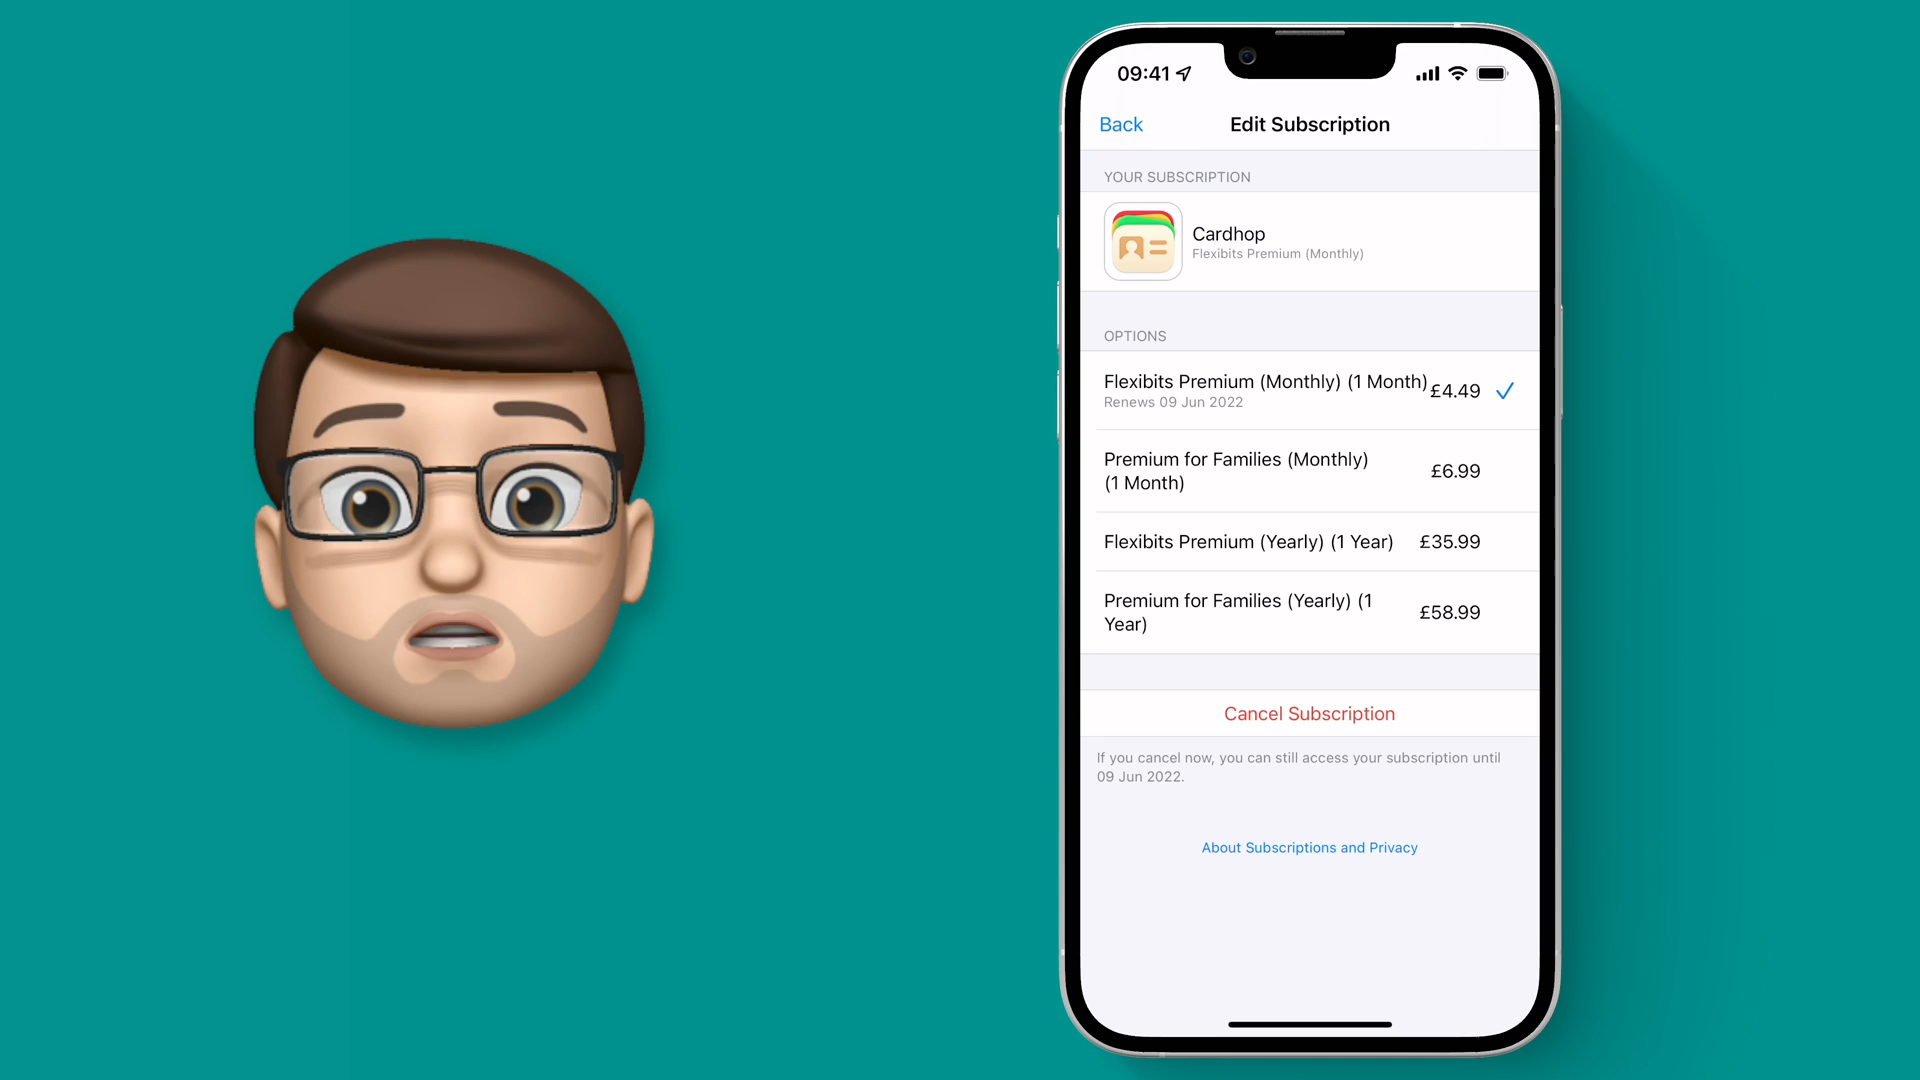 09:41
Back
Edit Subscription
YOUR SUBSCRIPTION
Cardhop
Flexibits Premium (Monthly)
OPTIONS
Flexibits Premium (Monthly) (1 Month)
£4.49
Renews 09 Jun 2022
Premium for Families (Monthly)
(1 Month)
£6.99
Flexibits Premium (Yearly) (1 Year)
£35.99
Premium for Families (Yearly) (1
Year)
£58.99
Cancel Subscription
If you cancel now, you can still access your subscription until
09 Jun 2022.
About Subscriptions and Privacy